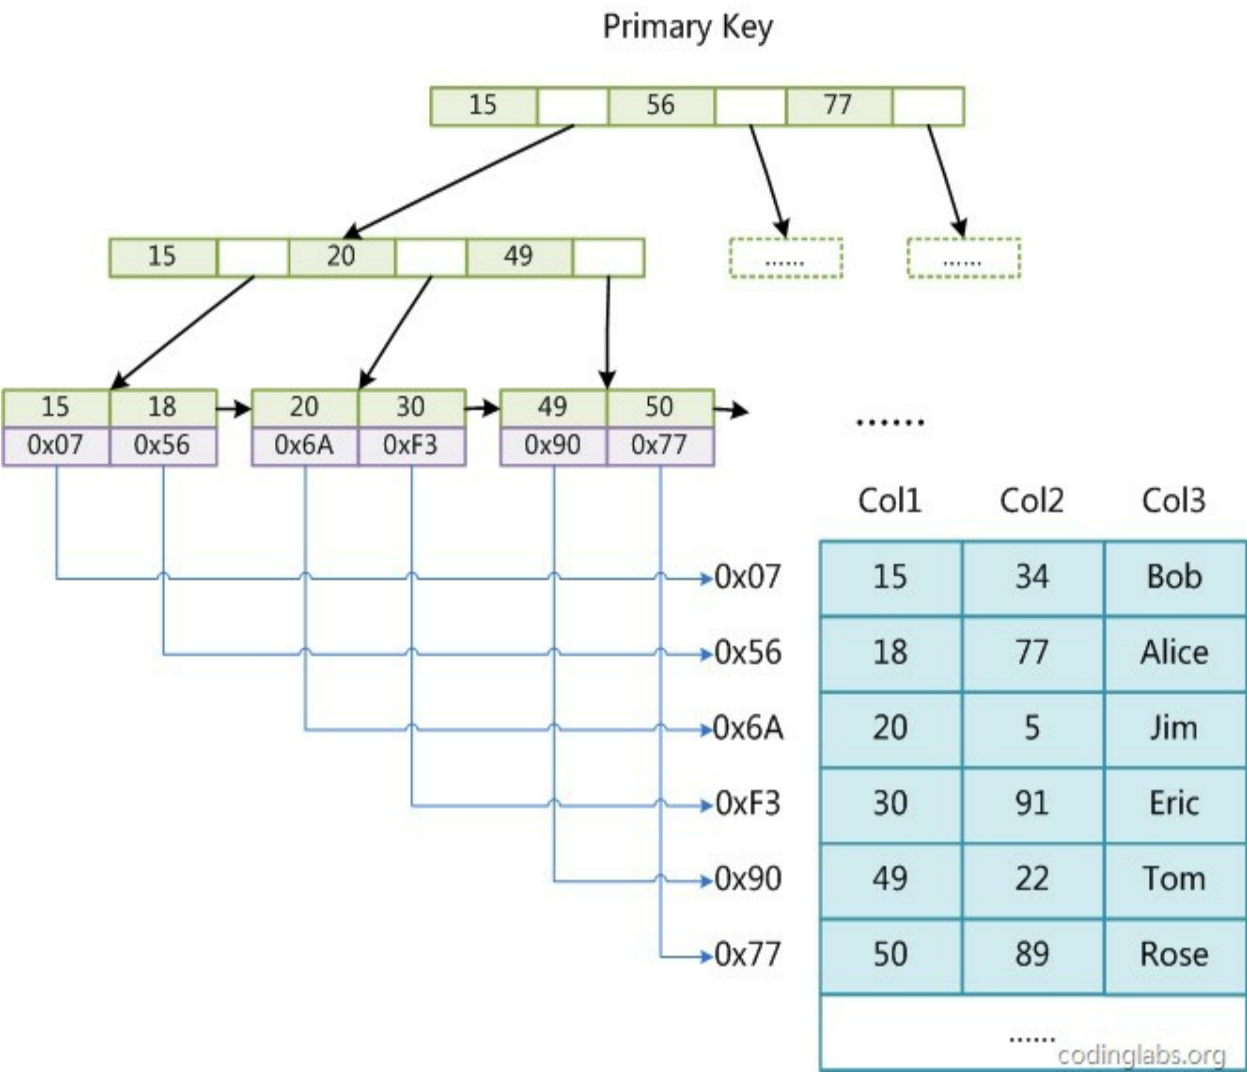 Primary Key
15 56 77
15 20 49 ...... ......
15 18 20 30 49 50
0x07 0x56 0x6A 0xF3 0x90 0x77
......
Col1 Col2 Col3
0x07 15 34 Bob
0x56 18 77 Alice
0x6A 20 5 Jim
0xF3 30 91 Eric
0x90 49 22 Tom
0x77 50 89 Rose
......
codinglabs.org